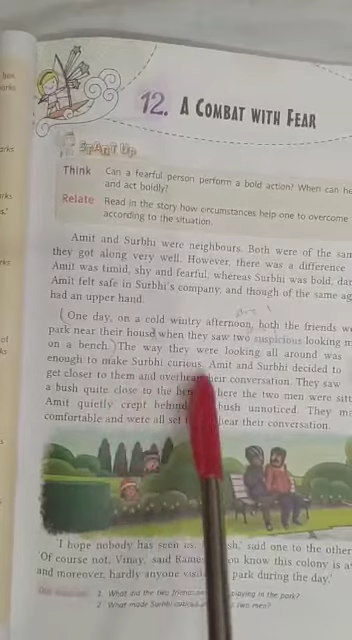 12. A COMBAT WITH FEAR
START UP
Think Can a fearful person perform a bold action? When can he
and act boldly?
Relate Read in the story how circumstances help one to overcome
according to the situation.
Amit and Surbhi were neighbours. Both were of the sam
they got along very well. However, there was a difference
Amit was timid, shy and fearful, whereas Surbhi was bold, dar
Amit felt safe in Surbhi's company, and though of the same ag
had an upper hand.
(One day, on a cold wintry afternoon, both the friends w
park near their house when they saw two suspicious looking m
on a bench.) The way they were looking all around was
enough to make Surbhi curious. Amit and Surbhi decided to
get closer to them and overhear their conversation. They saw
a bush quite close to the where the two men were sitt
Amit quietly crept behind bush unnoticed. They m
comfortable and were all set hear their conversation.
'I hope nobody has seen us, said one to the other
'Of course not, Vinay, said know this colony is a
and moreover, hardly anyone park during the day,'
1 What did the two playing in the park?
2 What made Surbhi two men?